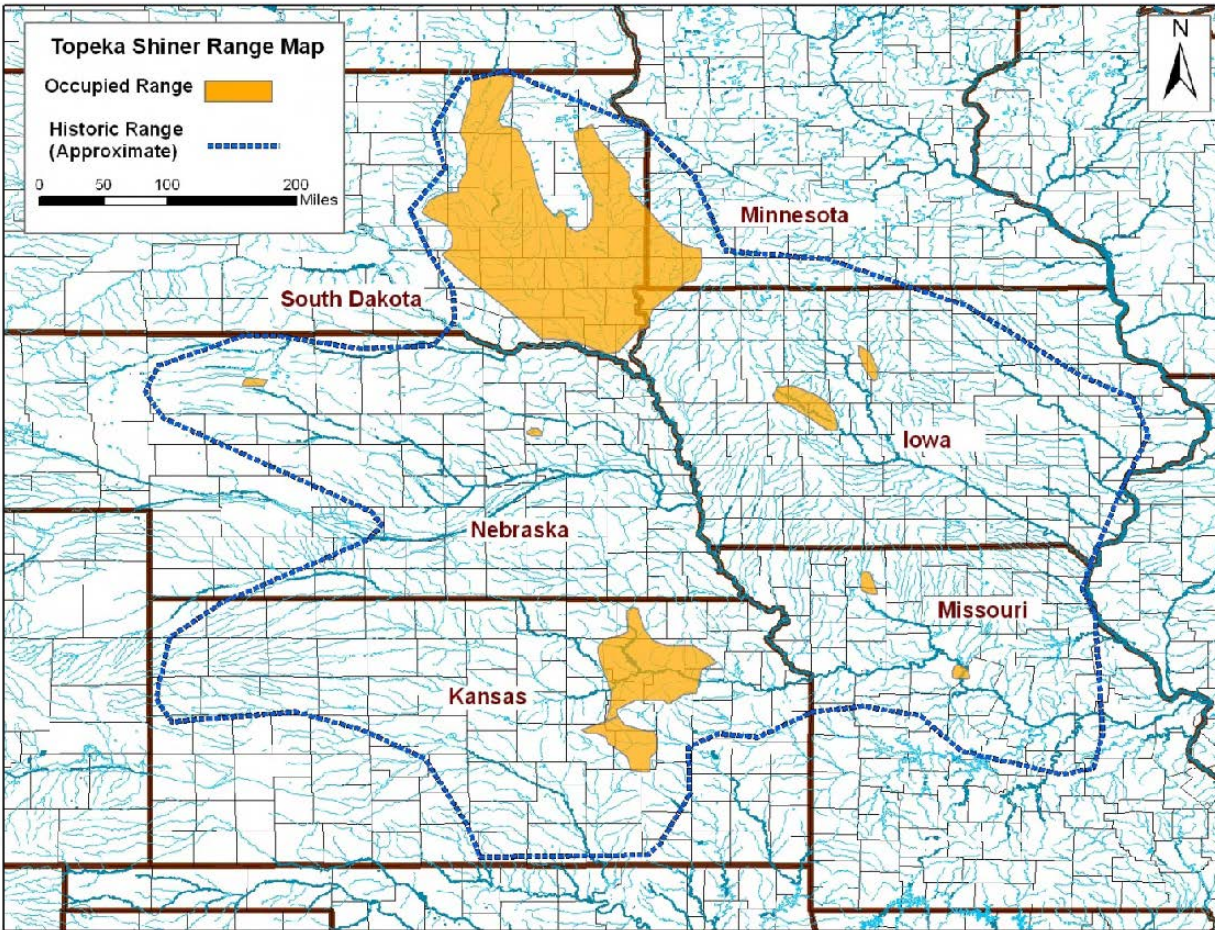 Topeka Shiner Range Map
Occupied Range
Historic Range
(Approximate)
0 50 100 200
Miles
N
Minnesota
South Dakota
Iowa
Nebraska
Missouri
Kansas